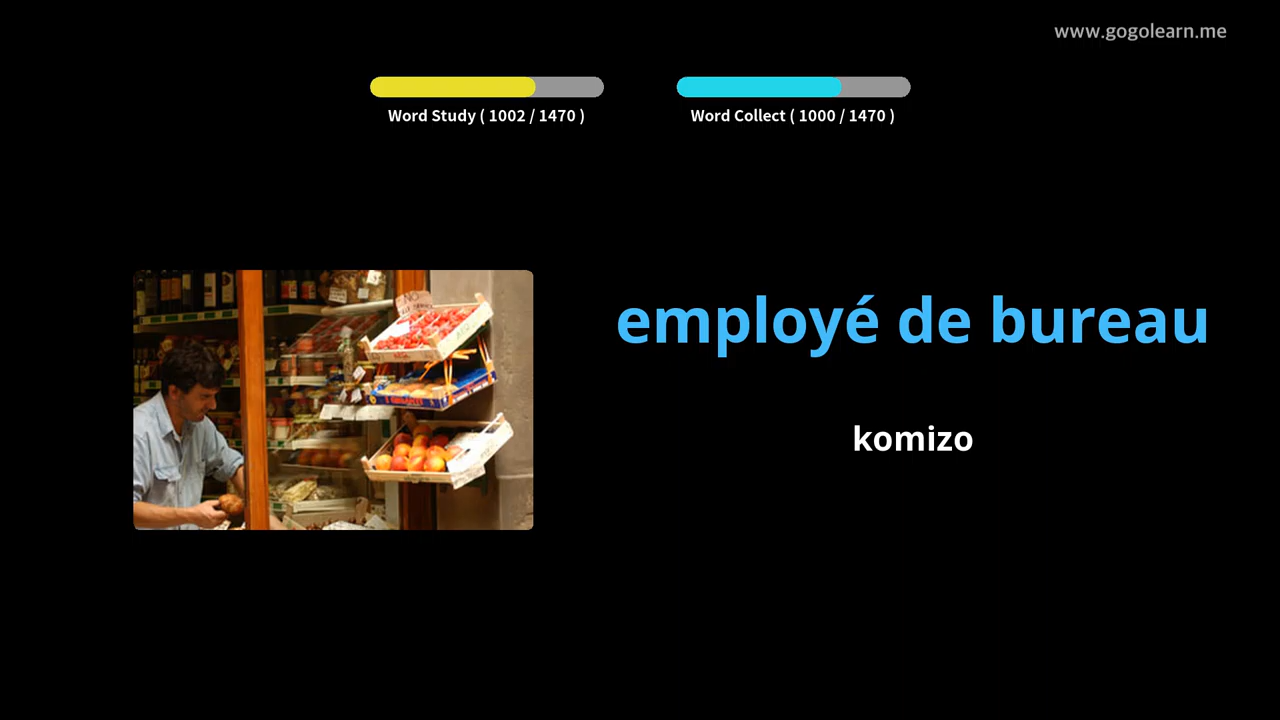 www.gogolearn.me
Word Study ( 1002 / 1470 )
Word Collect ( 1000 / 1470 )
employé de bureau
komizo